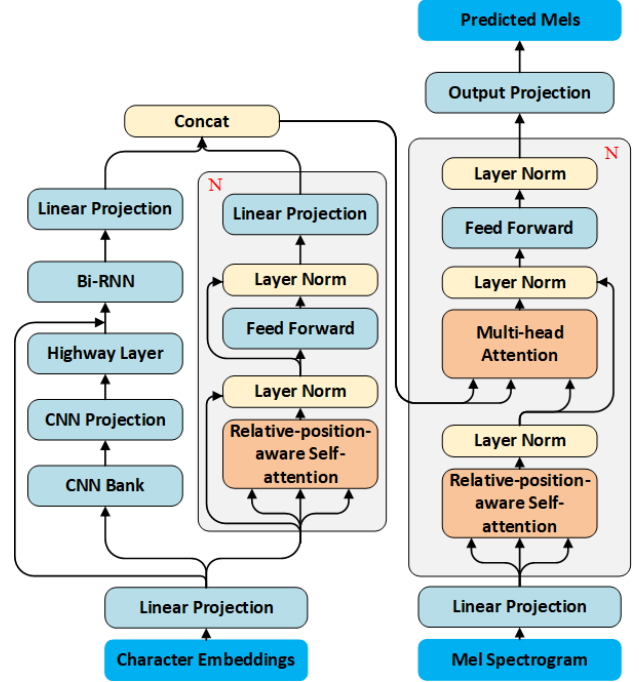 Predicted Mels
Output Projection
Concat
N
N
Layer Norm
Linear Projection
Linear Projection
Feed Forward
Bi-RNN
Layer Norm
Layer Norm
Highway Layer
Feed Forward
Multi-head
Attention
CNN Projection
Layer Norm
Layer Norm
CNN Bank
Relative-position-
aware Self-
attention
Relative-position-
aware Self-
attention
Linear Projection
Linear Projection
Character Embeddings
Mel Spectrogram